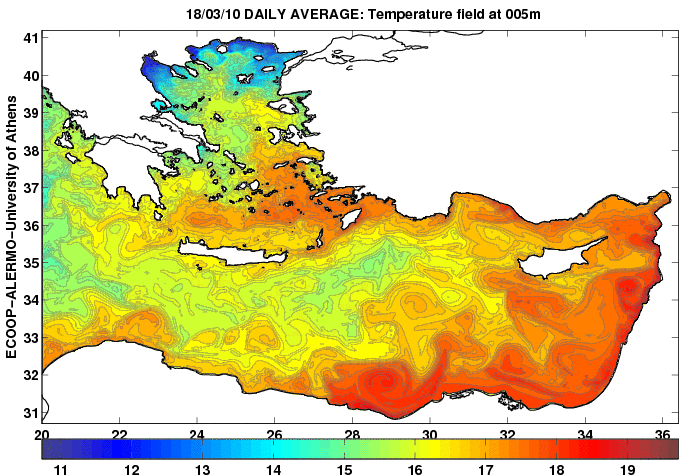 18/03/10 DAILY AVERAGE: Temperature field at 005m
ECOOP-ALERMO-University of Athens
41
40
39
38
37
36
35
34
33
32
31
20 22 24 26 28 30 32 34 36
11 12 13 14 15 16 17 18 19